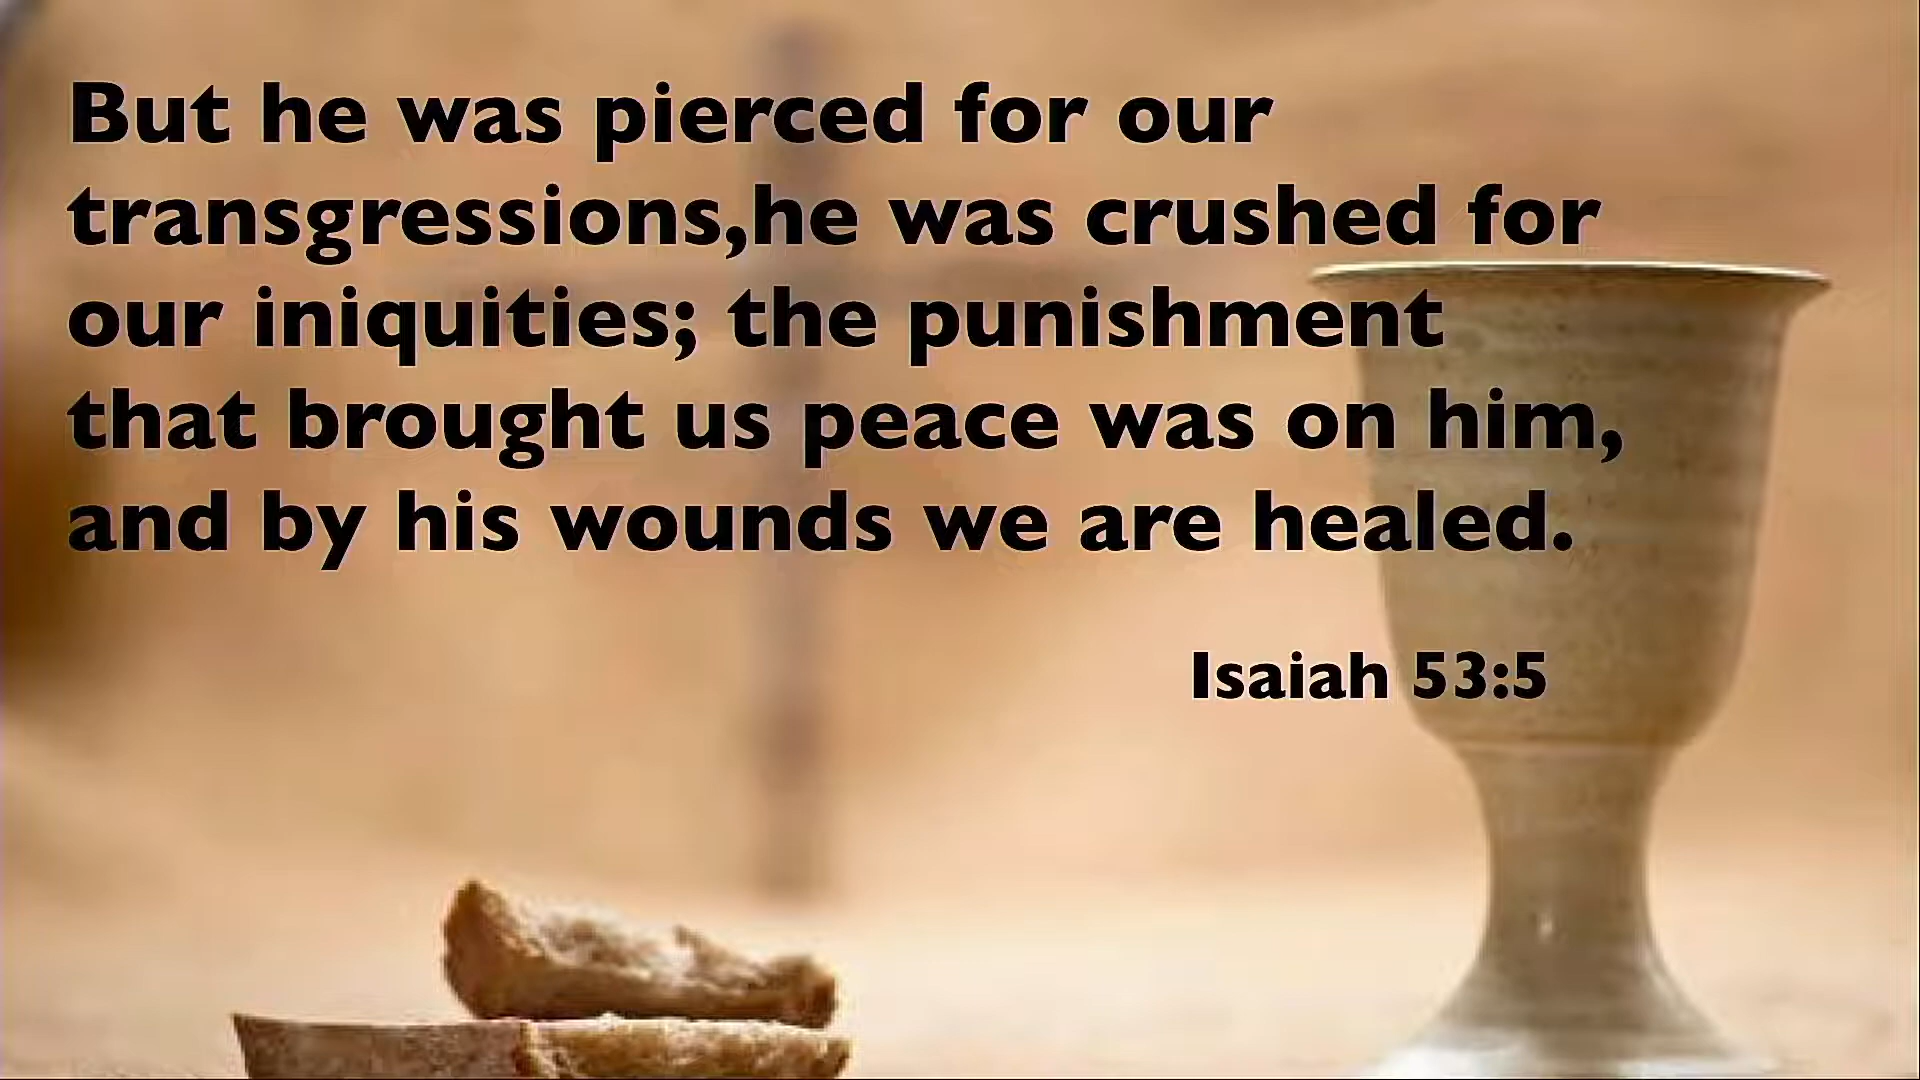 But he was pierced for our
transgressions,he was crushed for
our iniquities; the punishment
that brought us peace was on him,
and by his wounds we are healed.
Isaiah 53:5